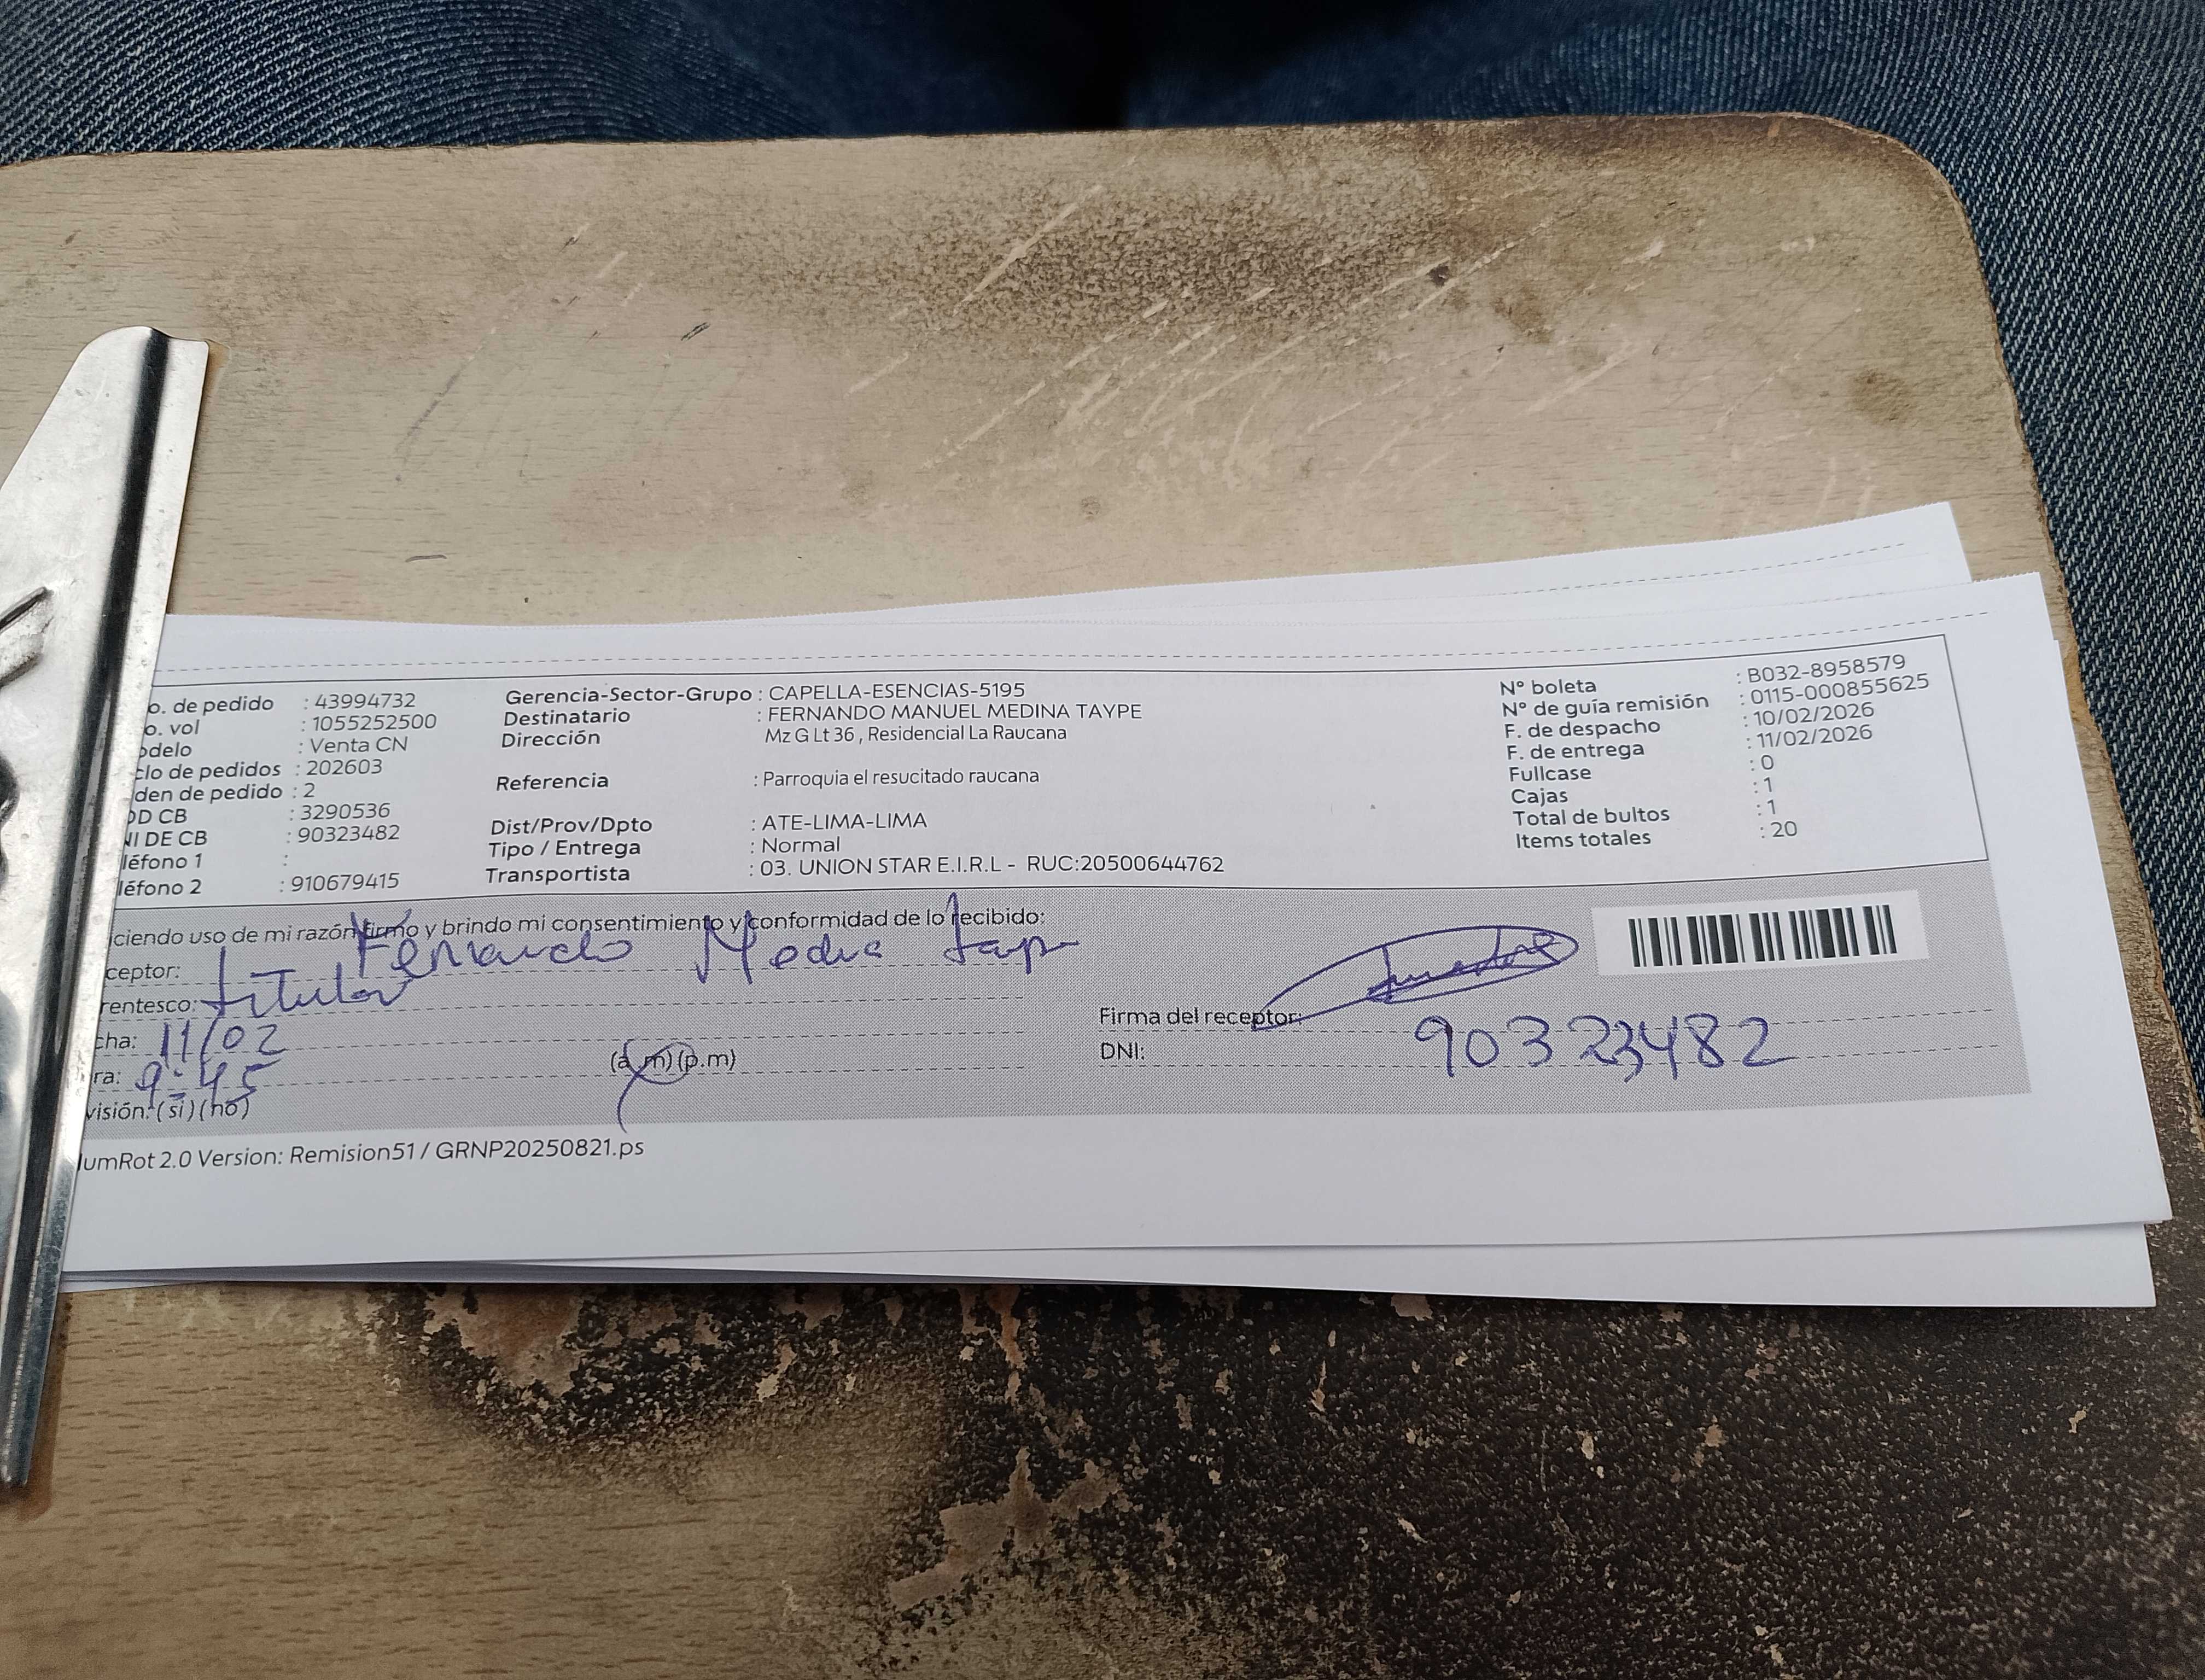 o. de pedido : 43994732
o. vol : 1055252500
odelo : Venta CN
clo de pedidos : 202603
den de pedido : 2
OD CB : 3290536
NI DE CB : 90323482
léfono 1 :
léfono 2 : 910679415
Gerencia-Sector-Grupo : CAPELLA-ESENCIAS-5195
Destinatario : FERNANDO MANUEL MEDINA TAYPE
Dirección Mz G Lt 36 , Residencial La Raucana
Referencia : Parroquia el resucitado raucana
Dist/Prov/Dpto : ATE-LIMA-LIMA
Tipo / Entrega : Normal
Transportista : 03. UNION STAR E.I.R.L - RUC:20500644762
N° boleta : B032-8958579
N° de guía remisión : 0115-000855625
F. de despacho : 10/02/2026
F. de entrega : 11/02/2026
Fullcase : 0
Cajas : 1
Total de bultos : 1
Items totales : 20
ciendo uso de mi razón firmo y brindo mi consentimiento y conformidad de lo recibido:
ceptor: Fernando Medina Tayp
rentesco: titular
cha: 11/02
ra: 9:45 (a.m)(p.m)
visión: (si)(no)
Firma del receptor:
DNI: 90323482
umRot 2.0 Version: Remision51 / GRNP20250821.ps